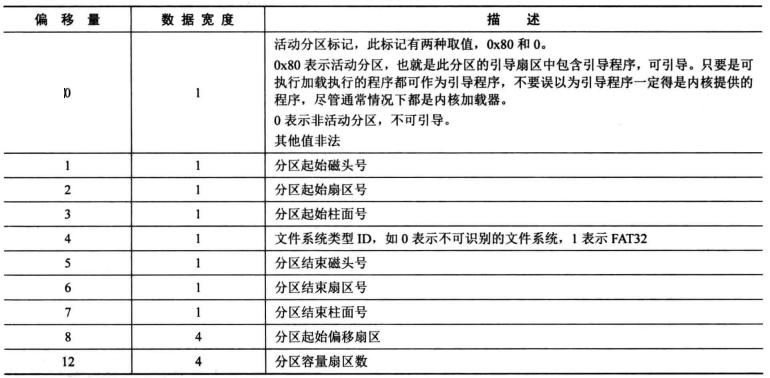 偏 移 量 数 据 宽 度 描 述
0 1 活动分区标记，此标记有两种取值，0x80 和 0。
0x80 表示活动分区，也就是此分区的引导扇区中包含引导程序，可引导。只要是可
执行加载执行的程序都可作为引导程序，不要误以为引导程序一定得是内核提供的
程序，尽管通常情况下都是内核加载器。
0 表示非活动分区，不可引导。
其他值非法
1 1 分区起始磁头号
2 1 分区起始扇区号
3 1 分区起始柱面号
4 1 文件系统类型 ID，如 0 表示不可识别的文件系统，1 表示 FAT32
5 1 分区结束磁头号
6 1 分区结束扇区号
7 1 分区结束柱面号
8 4 分区起始偏移扇区
12 4 分区容量扇区数